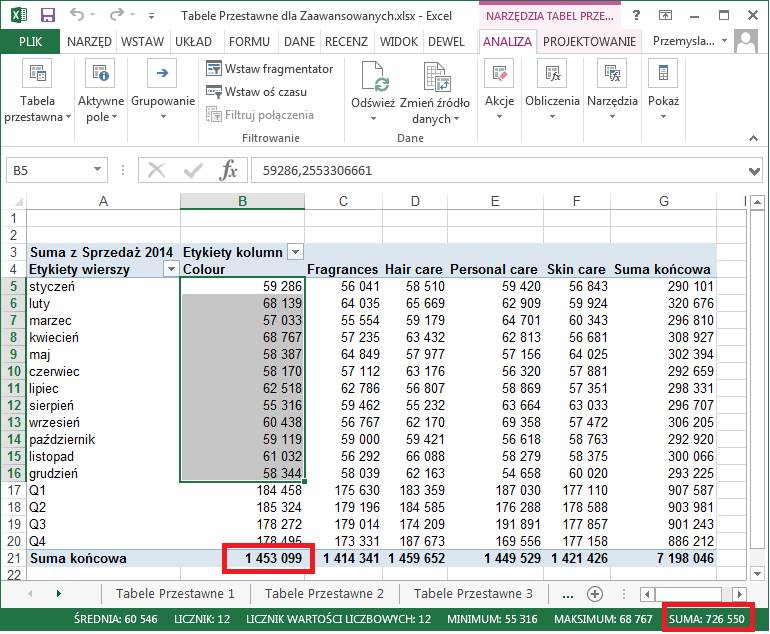 Tabele Przestawne dla Zaawansowanych.xlsx - Excel
NARZĘDZIA TABEL PRZE...
PLIK NARZĘD WSTAW UKŁAD FORMU DANE RECENZ WIDOK DEWEL ANALIZA PROJEKTOWANIE Przemysla...
Tabela przestawna
Aktywne pole
Grupowanie
Wstaw fragmentator
Wstaw oś czasu
Filtruj połączenia
Filtrowanie
Odśwież
Zmień źródło danych
Dane
Akcje
Obliczenia
Narzędzia
Pokaż
B5 fx 59286,2553306661
A B C D E F G
1
2
3 Suma z Sprzedaż 2014 Etykiety kolumn
4 Etykiety wierszy Colour Fragrances Hair care Personal care Skin care Suma końcowa
5 styczeń 59 286 56 041 58 510 59 420 56 843 290 101
6 luty 68 139 64 035 65 669 62 909 59 924 320 676
7 marzec 57 033 55 554 59 179 64 701 60 343 296 810
8 kwiecień 68 767 57 235 63 432 62 813 56 681 308 927
9 maj 58 387 64 849 57 977 57 156 64 025 302 394
10 czerwiec 58 170 57 112 63 176 56 320 57 881 292 659
11 lipiec 62 518 62 786 56 807 58 869 57 351 298 331
12 sierpień 55 316 59 462 55 232 63 664 63 033 296 707
13 wrzesień 60 438 56 767 62 170 69 358 57 472 306 205
14 październik 59 119 59 000 59 421 56 618 58 763 292 920
15 listopad 61 032 56 292 66 088 58 279 58 375 300 066
16 grudzień 58 344 58 039 62 163 54 658 60 020 293 225
17 Q1 184 458 175 630 183 359 187 030 177 110 907 587
18 Q2 185 324 179 196 184 585 176 288 178 588 903 981
19 Q3 178 272 179 014 174 209 191 891 177 857 901 243
20 Q4 178 495 173 331 187 673 169 556 177 158 886 212
21 Suma końcowa 1 453 099 1 414 341 1 459 652 1 449 529 1 421 426 7 198 046
22
Tabele Przestawne 1 Tabele Przestawne 2 Tabele Przestawne 3 ...
ŚREDNIA: 60 546 LICZNIK: 12 LICZNIK WARTOŚCI LICZBOWYCH: 12 MINIMUM: 55 316 MAKSIMUM: 68 767 SUMA: 726 550